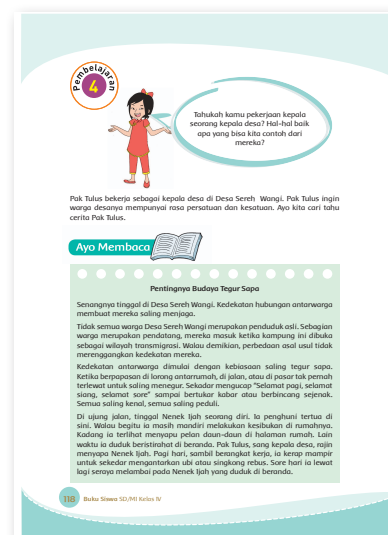 Pembelajaran
4
Tahukah kamu pekerjaan kepala
seorang kepala desa? Hal-hal baik
apa yang bisa kita contoh dari
mereka?
Pak Tulus bekerja sebagai kepala desa di Desa Sereh Wangi. Pak Tulus ingin
warga desanya mempunyai rasa persatuan dan kesatuan. Ayo kita cari tahu
cerita Pak Tulus.
Ayo Membaca
Pentingnya Budaya Tegur Sapa
Senangnya tinggal di Desa Sereh Wangi. Kedekatan hubungan antarwarga
membuat mereka saling menjaga.
Tidak semua warga Desa Sereh Wangi merupakan penduduk asli. Sebagian
warga merupakan pendatang, mereka masuk ketika kampung ini dibuka
sebagai wilayah transmigrasi. Walau demikian, perbedaan asal usul tidak
merenggangkan kedekatan mereka.
Kedekatan antarwarga dimulai dengan kebiasaan saling tegur sapa.
Ketika berpapasan di lorong antarrumah, di jalan, atau di pasar tak pernah
terlewat untuk saling menegur. Sekadar mengucap “Selamat pagi, selamat
siang, selamat sore” sampai bertukar kabar atau berbincang sejenak.
Semua saling kenal, semua saling peduli.
Di ujung jalan, tinggal Nenek Ijah seorang diri. Ia penghuni tertua di
sini. Walau begitu ia masih mandiri melakukan kesibukan di rumahnya.
Kadang ia terlihat menyapu pelan daun-daun di halaman rumah. Lain
waktu ia duduk beristirahat di beranda. Pak Tulus, sang kepala desa, rajin
menyapa Nenek Ijah. Pagi hari, sambil berangkat kerja, ia kerap mampir
untuk sekedar mengantarkan ubi atau singkong rebus. Sore hari ia lewat
lagi seraya melambai pada Nenek Ijah yang duduk di beranda.
118 Buku Siswa SD/MI Kelas IV